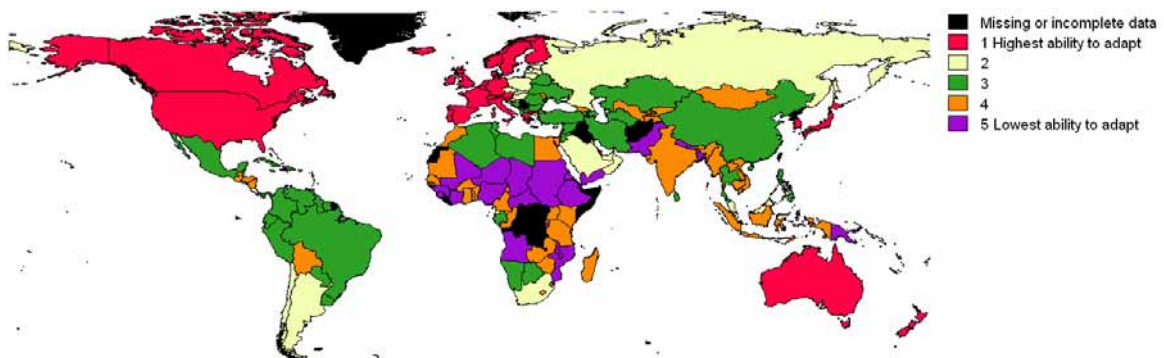 Missing or incomplete data
1 Highest ability to adapt
2
3
4
5 Lowest ability to adapt